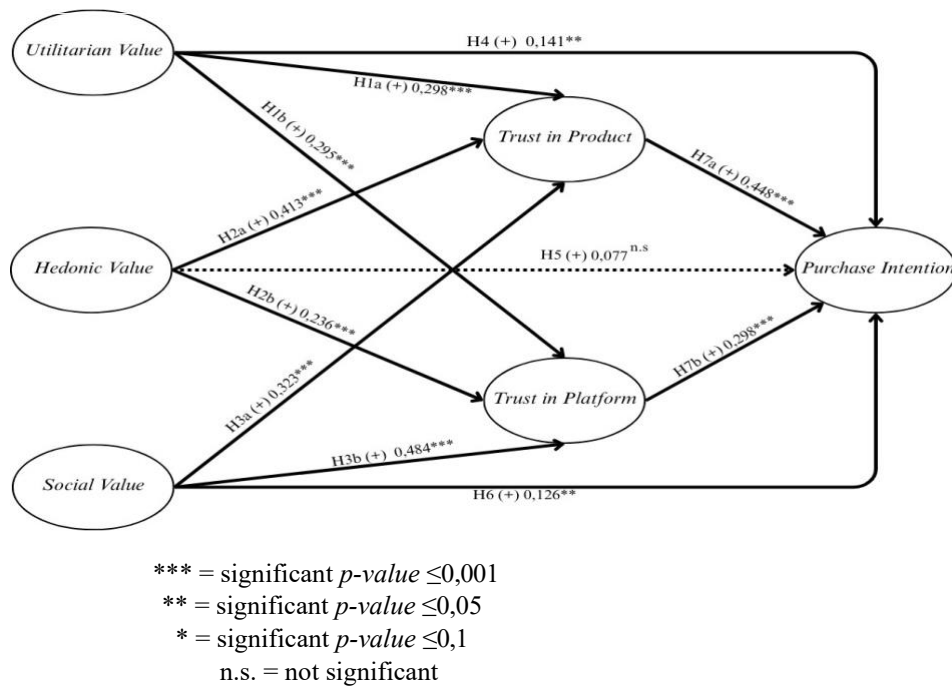 Utilitarian Value
H4 (+) 0,141**
H1a (+) 0,298***
H1b (+) 0,295***
Trust in Product
H7a (+) 0,448***
H2a (+) 0,413***
Hedonic Value
H5 (+) 0,077n.s
Purchase Intention
H2b (+) 0,236***
H3a (+) 0,323***
Trust in Platform
H7b (+) 0,298***
H3b (+) 0,484***
Social Value
H6 (+) 0,126**
*** = significant p-value ≤0,001
** = significant p-value ≤0,05
* = significant p-value ≤0,1
n.s. = not significant